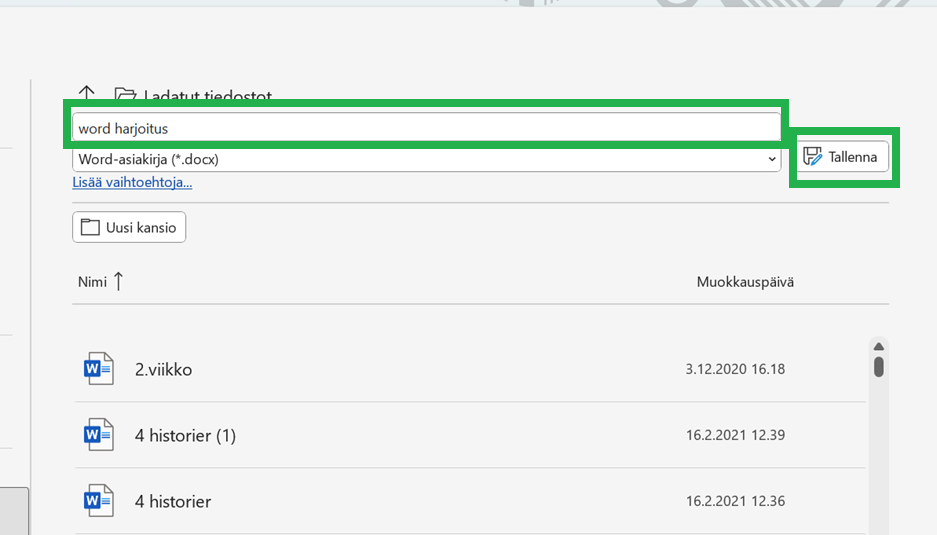 Ladatut tiedostot
word harjoitus
Word-asiakirja (*.docx)
Tallenna
Lisää vaihtoehtoja...
Uusi kansio
Nimi ↑ Muokkauspäivä
2.viikko 3.12.2020 16.18
4 historier (1) 16.2.2021 12.39
4 historier 16.2.2021 12.36